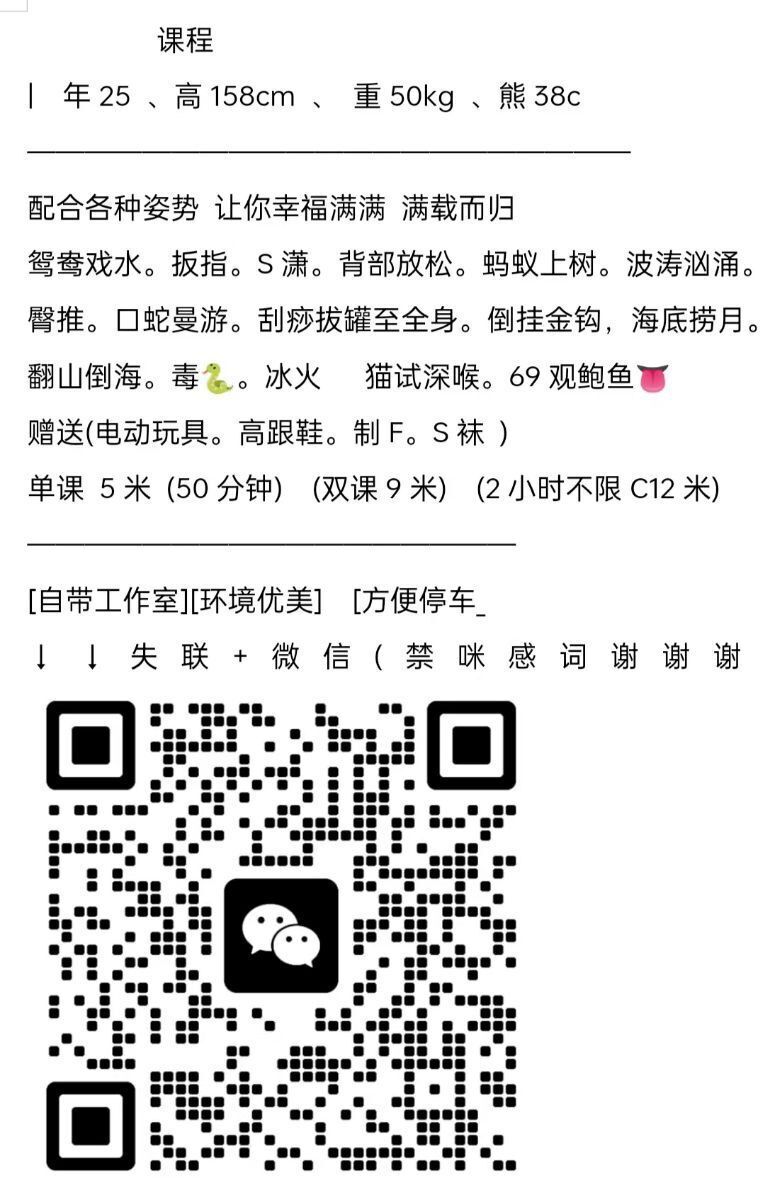 课程
| 年 25 、高 158cm 、 重 50kg 、熊 38c
配合各种姿势 让你幸福满满 满载而归
鸳鸯戏水。扳指。S 潇。背部放松。蚂蚁上树。波涛汹涌。
臀推。口蛇曼游。刮痧拔罐至全身。倒挂金钩，海底捞月。
翻山倒海。毒🐍。冰火 猫试深喉。69 观鲍鱼👅
赠送(电动玩具。高跟鞋。制 F。S 袜 )
单课 5 米 (50 分钟) (双课 9 米) (2 小时不限 C12 米)
[自带工作室][环境优美] [方便停车_
↓ ↓ 失 联 + 微 信 ( 禁 咪 感 词 谢 谢 谢